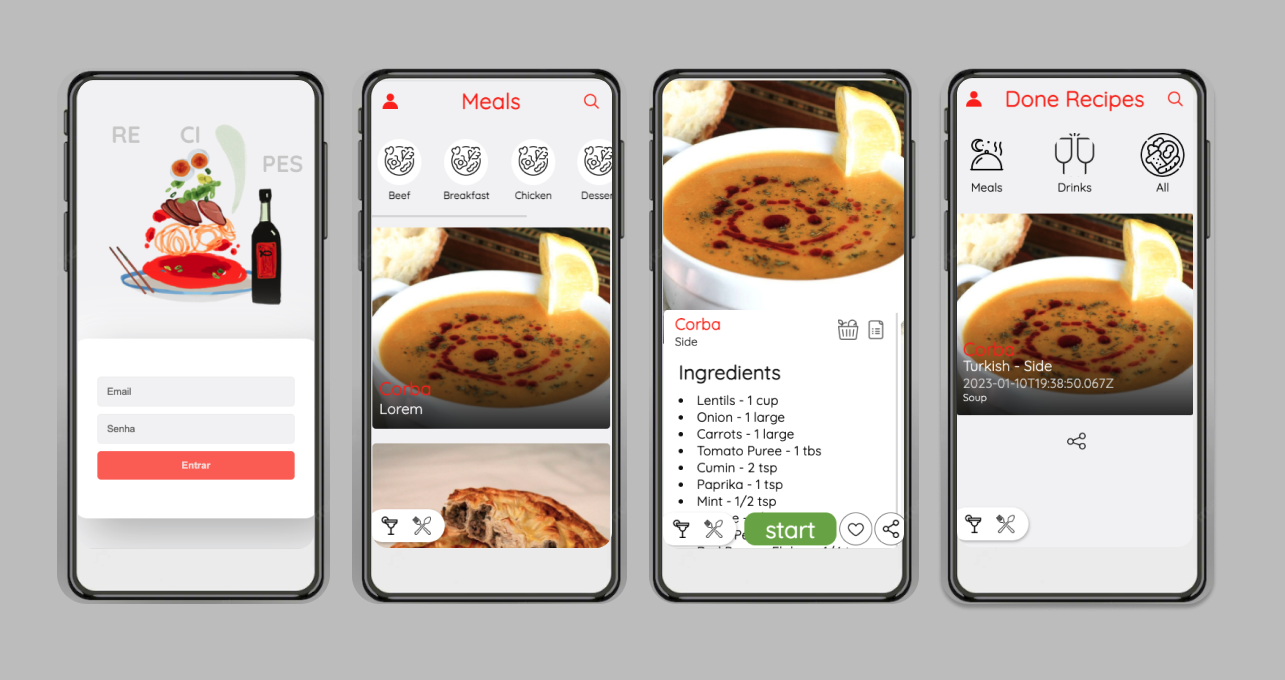 RE CI
PES
Email
Senha
Entrar
Meals
Beef Breakfast Chicken Desser
Corba
Lorem
Corba
Side
Ingredients
Lentils - 1 cup
Onion - 1 large
Carrots - 1 large
Tomato Puree - 1 tbs
Cumin - 2 tsp
Paprika - 1 tsp
Mint - 1/2 tsp
start
Done Recipes
Meals Drinks All
Corba
Turkish - Side
2023-01-10T19:38:50.067Z
Soup